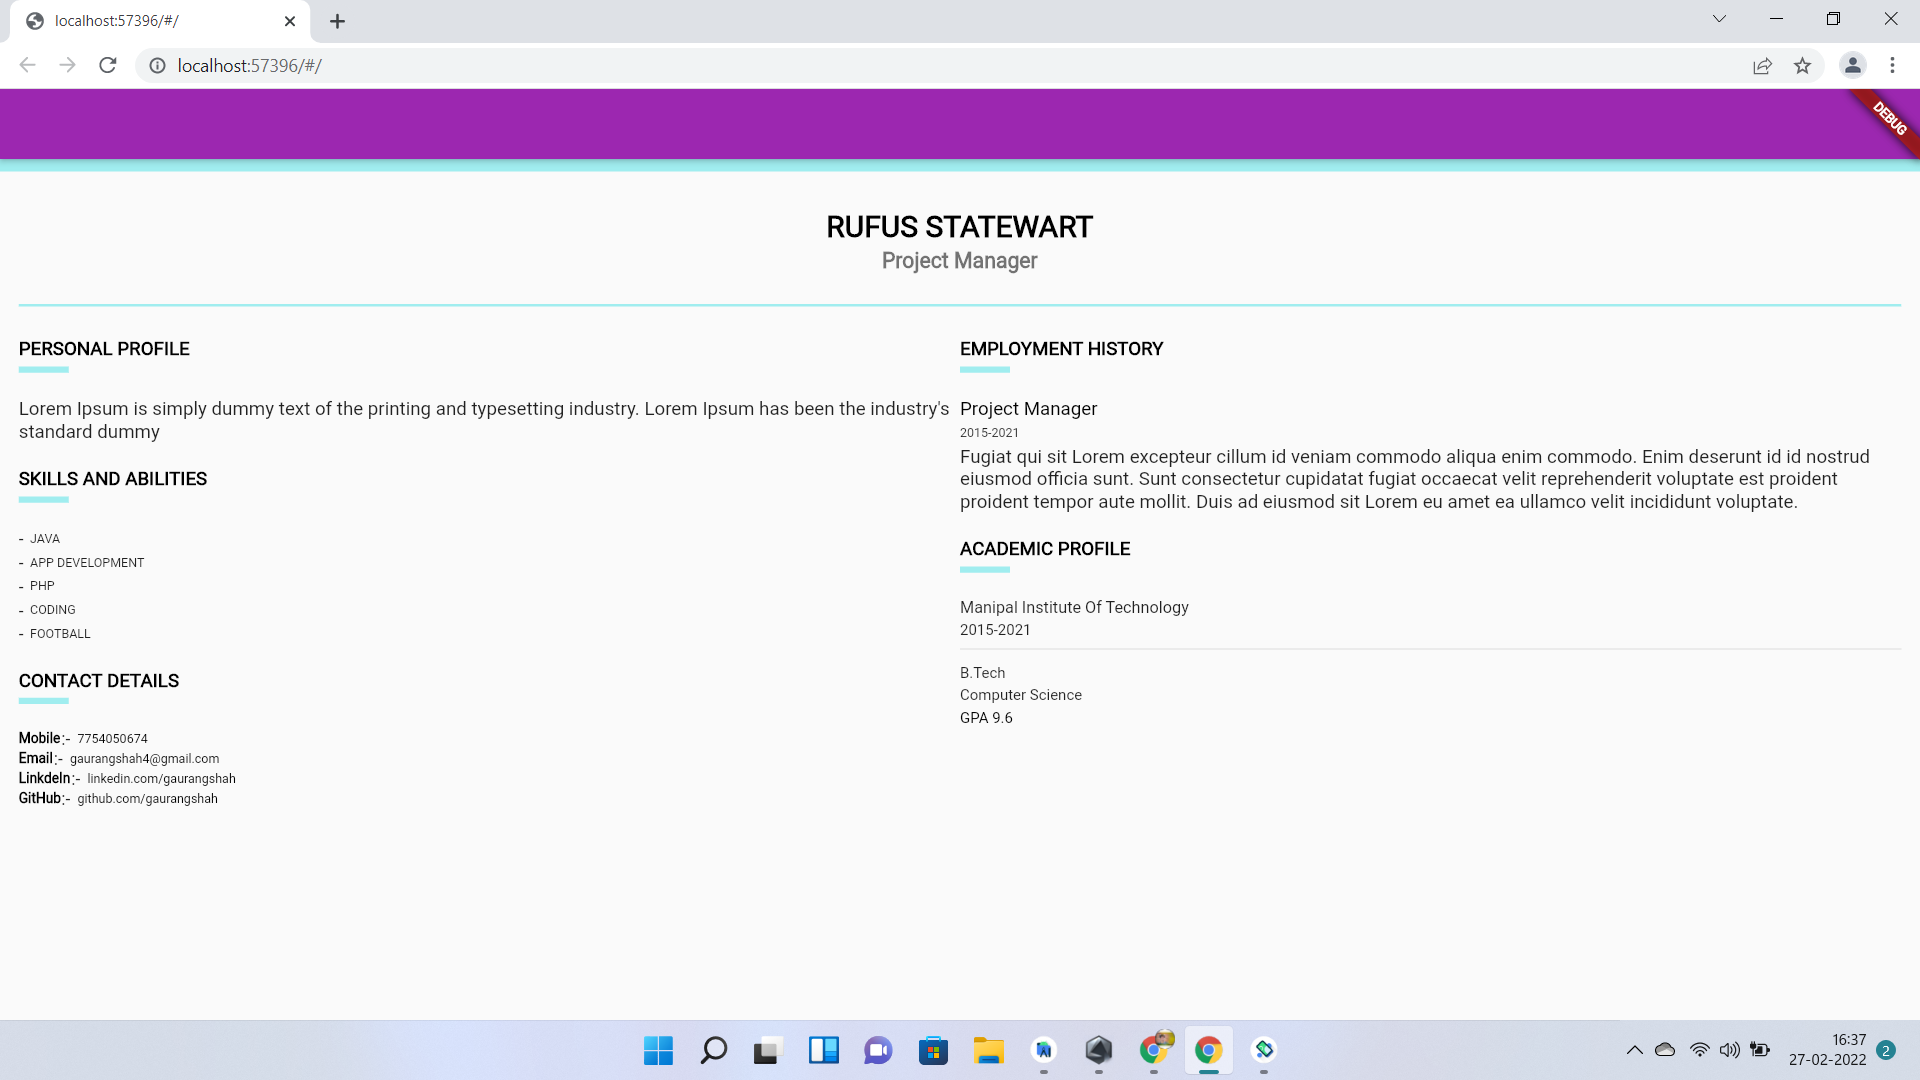 localhost:57396/#/
localhost:57396/#/
DEBUG
RUFUS STATEWART
Project Manager
PERSONAL PROFILE
Lorem Ipsum is simply dummy text of the printing and typesetting industry. Lorem Ipsum has been the industry's
standard dummy
SKILLS AND ABILITIES
- JAVA
- APP DEVELOPMENT
- PHP
- CODING
- FOOTBALL
CONTACT DETAILS
Mobile:- 7754050674
Email:- gaurangshah4@gmail.com
LinkdeIn:- linkedin.com/gaurangshah
GitHub:- github.com/gaurangshah
EMPLOYMENT HISTORY
Project Manager
2015-2021
Fugiat qui sit Lorem excepteur cillum id veniam commodo aliqua enim commodo. Enim deserunt id id nostrud
eiusmod officia sunt. Sunt consectetur cupidatat fugiat occaecat velit reprehenderit voluptate est proident
proident tempor aute mollit. Duis ad eiusmod sit Lorem eu amet ea ullamco velit incididunt voluptate.
ACADEMIC PROFILE
Manipal Institute Of Technology
2015-2021
B.Tech
Computer Science
GPA 9.6
16:37
27-02-2022
2